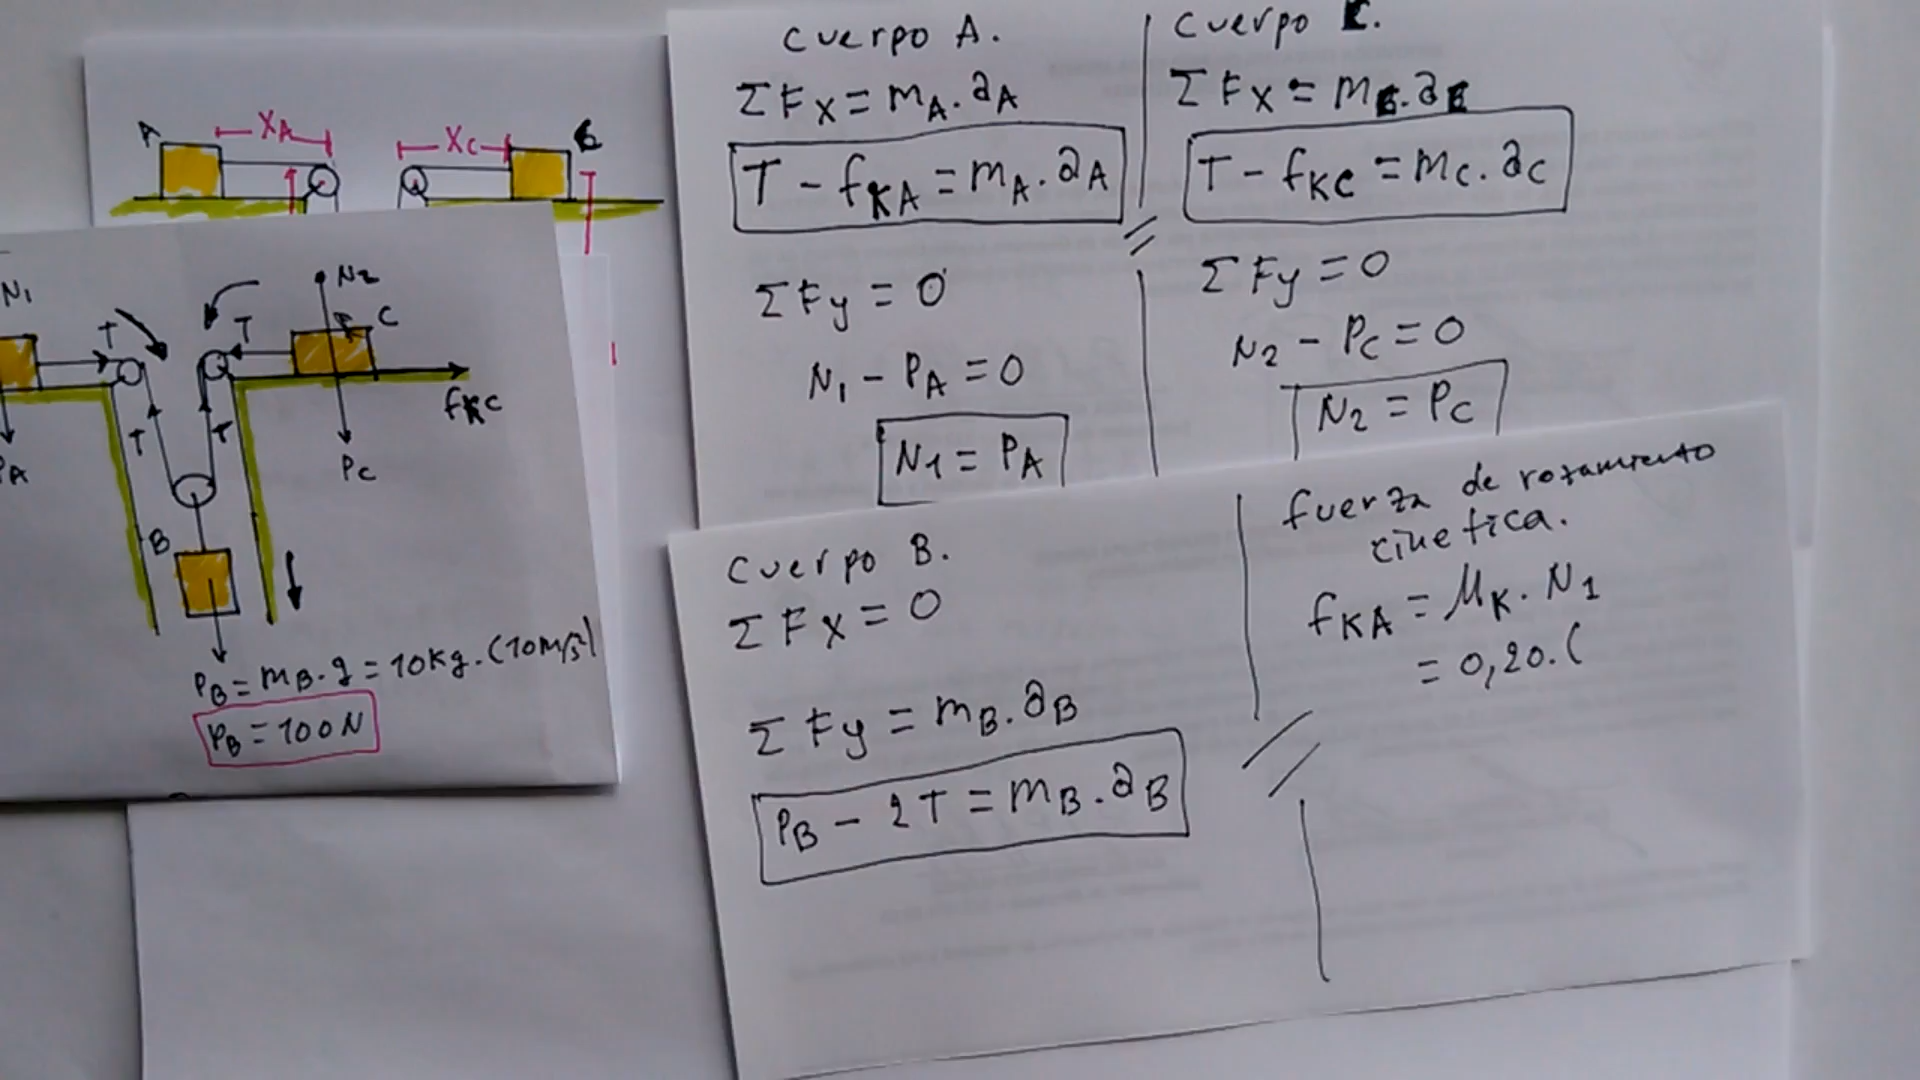 A
XA
XC
C
N1
T
T
N2
C
fKC
T
T
PA
PC
B
PB = mB.g = 10Kg.(10m/s²)
PB = 100N
Cuerpo A.
ΣFx = mA.aA
T - fKA = mA.aA
ΣFy = 0
N1 - PA = 0
N1 = PA
Cuerpo C.
ΣFx = mC.aC
T - fKC = mC.aC
ΣFy = 0
N2 - PC = 0
N2 = PC
Cuerpo B.
ΣFx = 0
ΣFy = mB.aB
PB - 2T = mB.aB
fuerza de rozamiento
cinetica.
fKA = μK.N1
= 0,20.(